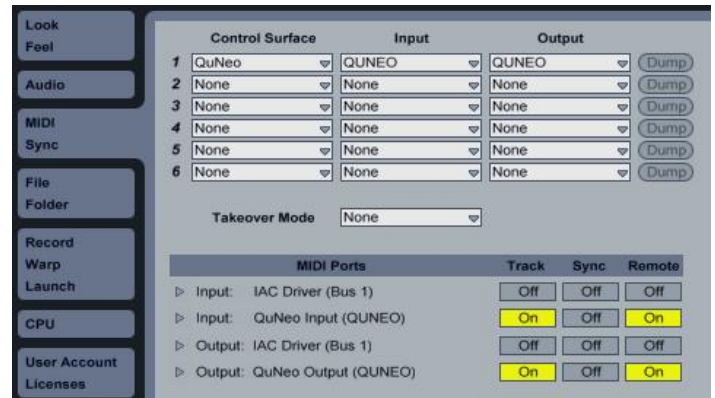 Look
Feel
Audio
MIDI
Sync
File
Folder
Record
Warp
Launch
CPU
User Account
Licenses
Control Surface Input Output
1 QuNeo QUNEO QUNEO Dump
2 None None None Dump
3 None None None Dump
4 None None None Dump
5 None None None Dump
6 None None None Dump
Takeover Mode None
MIDI Ports Track Sync Remote
Input: IAC Driver (Bus 1) Off Off Off
Input: QuNeo Input (QUNEO) On Off On
Output: IAC Driver (Bus 1) Off Off Off
Output: QuNeo Output (QUNEO) On Off On